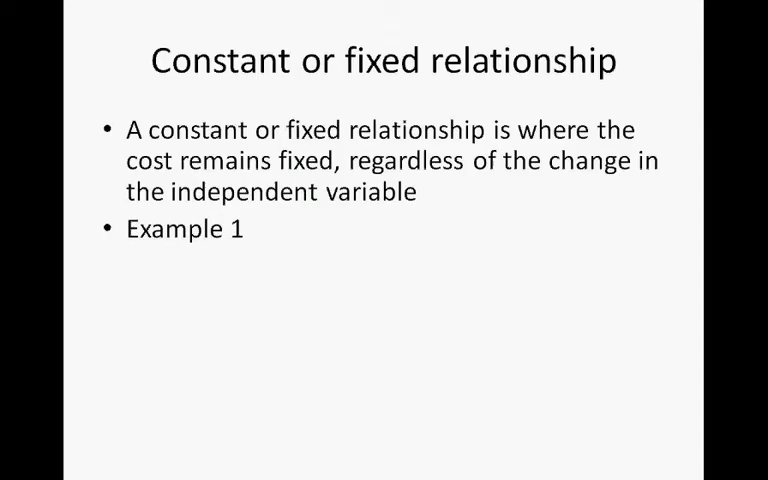 Constant or fixed relationship
• A constant or fixed relationship is where the
cost remains fixed, regardless of the change in
the independent variable
• Example 1